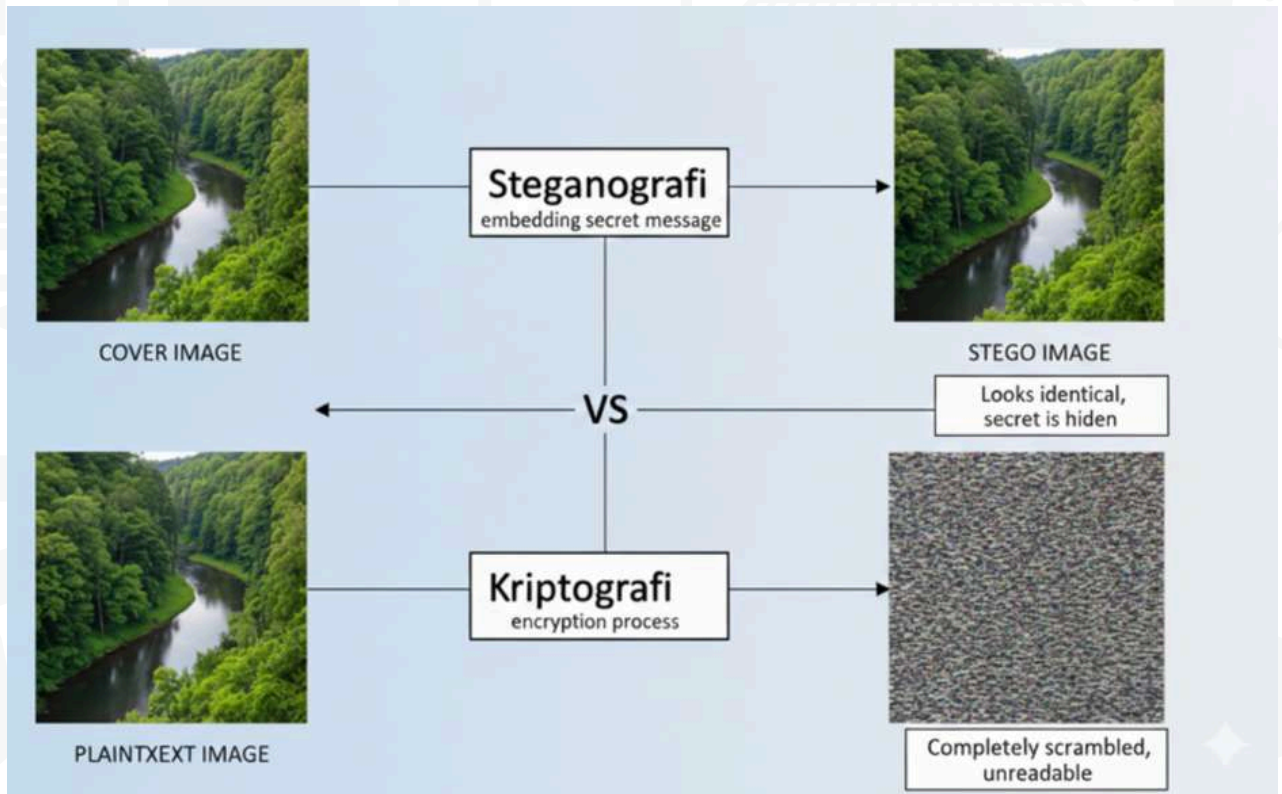 Steganografi
embedding secret message
COVER IMAGE
STEGO IMAGE
Looks identical,
secret is hiden
VS
Kriptografi
encryption process
PLAINTXEXT IMAGE
Completely scrambled,
unreadable